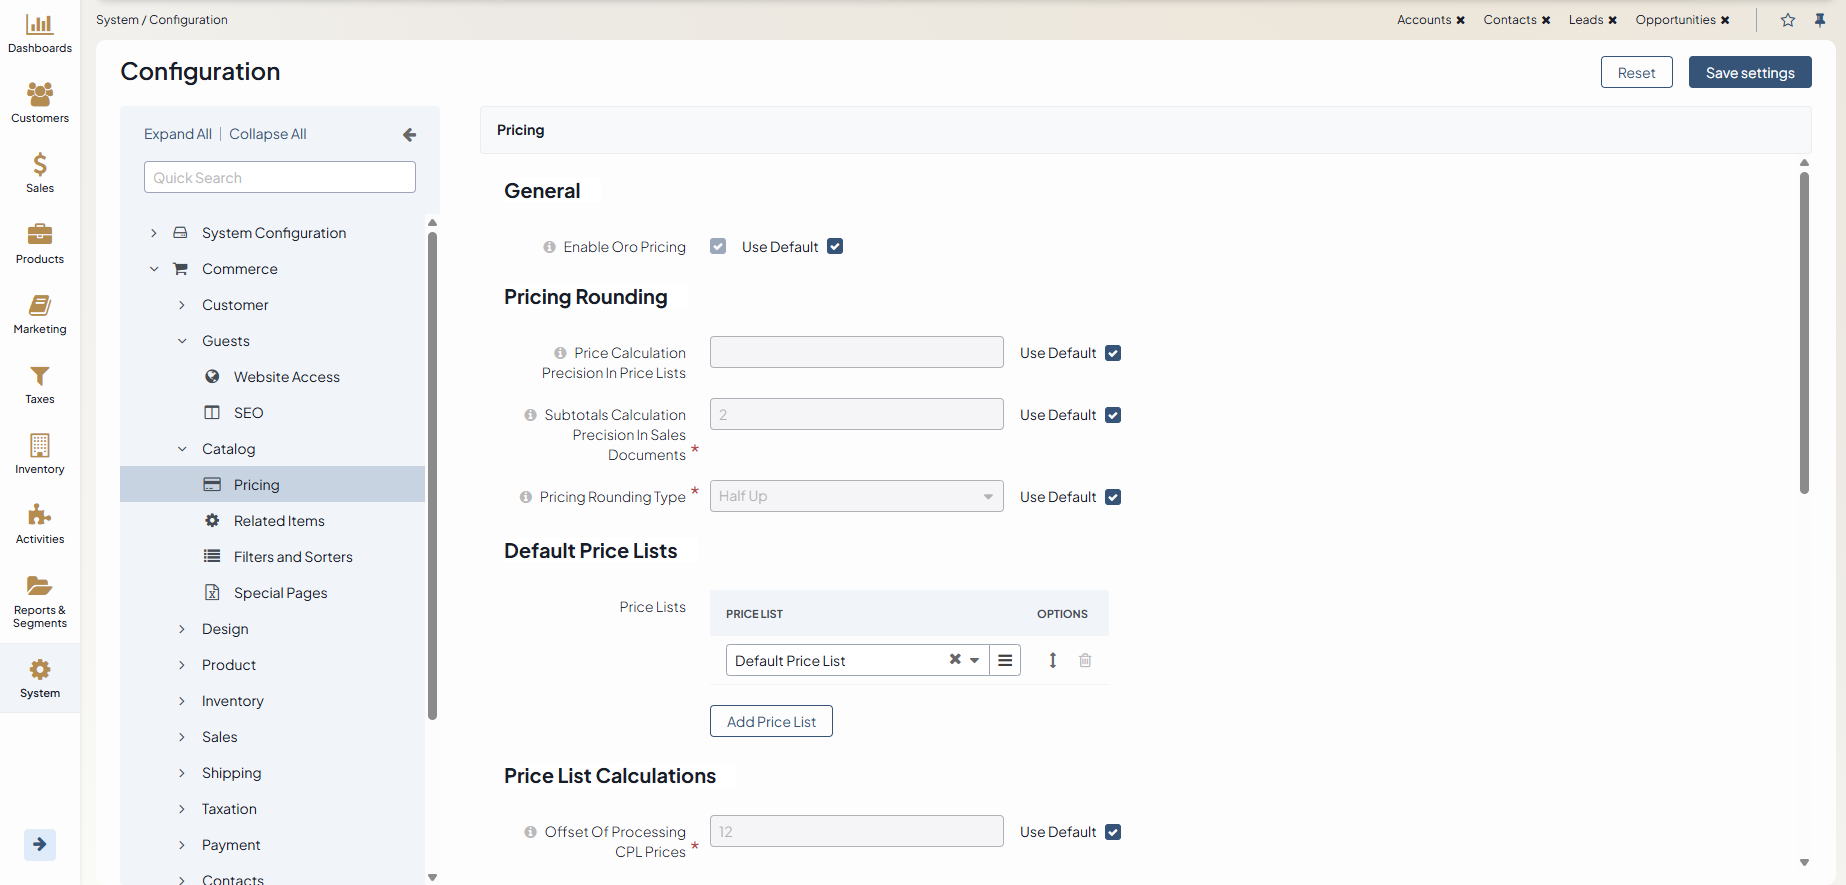 System / Configuration
Accounts ✖ Contacts ✖ Leads ✖ Opportunities ✖
Dashboards
Customers
Sales
Products
Marketing
Taxes
Inventory
Activities
Reports &
Segments
System
Configuration
Reset
Save settings
Expand All | Collapse All
Quick Search
System Configuration
Commerce
Customer
Guests
Website Access
SEO
Catalog
Pricing
Related Items
Filters and Sorters
Special Pages
Design
Product
Inventory
Sales
Shipping
Taxation
Payment
Contacts
Pricing
General
Enable Oro Pricing Use Default
Pricing Rounding
Price Calculation
Precision In Price Lists
Use Default
Subtotals Calculation
Precision In Sales
Documents *
2
Use Default
Pricing Rounding Type * Half Up Use Default
Default Price Lists
Price Lists
PRICE LIST OPTIONS
Default Price List
Add Price List
Price List Calculations
Offset Of Processing
CPL Prices *
12
Use Default